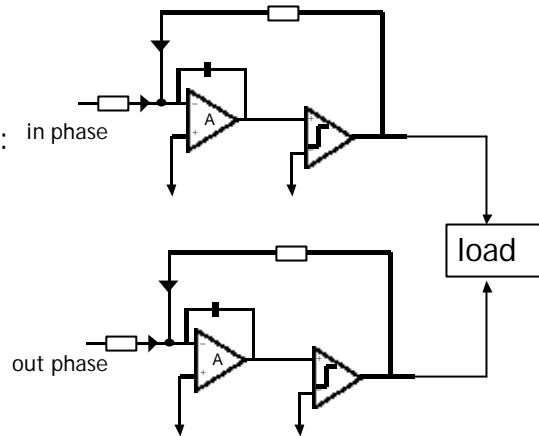 :
in phase
A
− +
+ −
load
out phase
A
− +
+ −